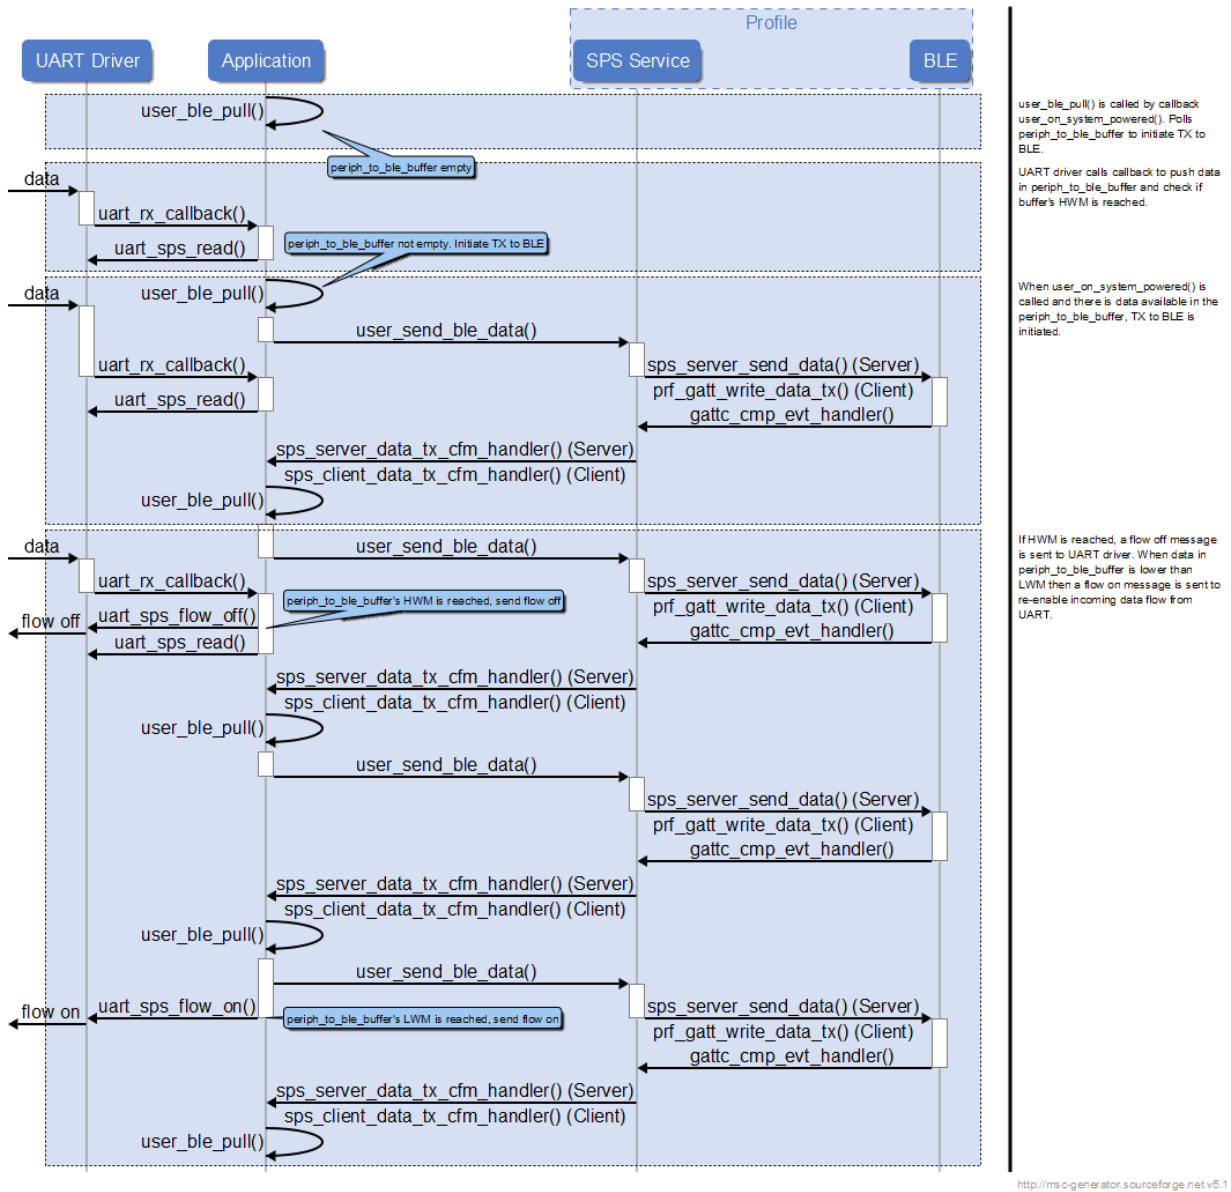 Profile
UART Driver
Application
SPS Service
BLE
user_ble_pull()
user_ble_pull() is called by callback
user_on_system_powered(). Polls
periph_to_ble_buffer to initiate TX to
BLE.
periph_to_ble_buffer empty
data
UART driver calls callback to push data
in periph_to_ble_buffer and check if
buffer's HWM is reached.
uart_rx_callback()
uart_sps_read()
periph_to_ble_buffer not empty. Initiate TX to BLE
data
user_ble_pull()
When user_on_system_powered() is
called and there is data available in the
periph_to_ble_buffer, TX to BLE is
initiated.
user_send_ble_data()
uart_rx_callback()
sps_server_send_data() (Server)
prf_gatt_write_data_tx() (Client)
uart_sps_read()
gattc_cmp_evt_handler()
sps_server_data_tx_cfm_handler() (Server)
sps_client_data_tx_cfm_handler() (Client)
user_ble_pull()
data
user_send_ble_data()
If HWM is reached, a flow off message
is sent to UART driver. When data in
periph_to_ble_buffer is lower than
LWM then a flow on message is sent to
re-enable incoming data flow from
UART.
uart_rx_callback()
sps_server_send_data() (Server)
prf_gatt_write_data_tx() (Client)
periph_to_ble_buffer's HWM is reached, send flow off
flow off
uart_sps_flow_off()
gattc_cmp_evt_handler()
uart_sps_read()
sps_server_data_tx_cfm_handler() (Server)
sps_client_data_tx_cfm_handler() (Client)
user_ble_pull()
user_send_ble_data()
sps_server_send_data() (Server)
prf_gatt_write_data_tx() (Client)
gattc_cmp_evt_handler()
sps_server_data_tx_cfm_handler() (Server)
sps_client_data_tx_cfm_handler() (Client)
user_ble_pull()
user_send_ble_data()
flow on
uart_sps_flow_on()
periph_to_ble_buffer's LWM is reached, send flow on
sps_server_send_data() (Server)
prf_gatt_write_data_tx() (Client)
gattc_cmp_evt_handler()
sps_server_data_tx_cfm_handler() (Server)
sps_client_data_tx_cfm_handler() (Client)
user_ble_pull()
http://msc-generator.sourceforge.net v5.1